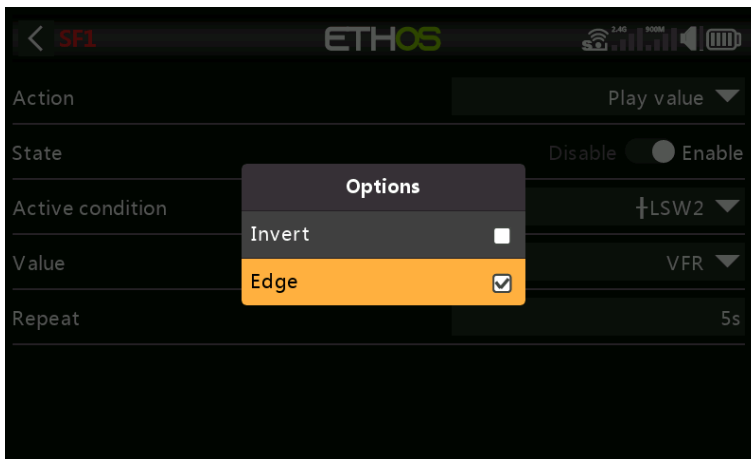 SF1 ETHOS 2.4G 900M
Action Play value
State Disable Enable
Options
Active condition LSW2
Invert
Value VFR
Edge
Repeat 5s